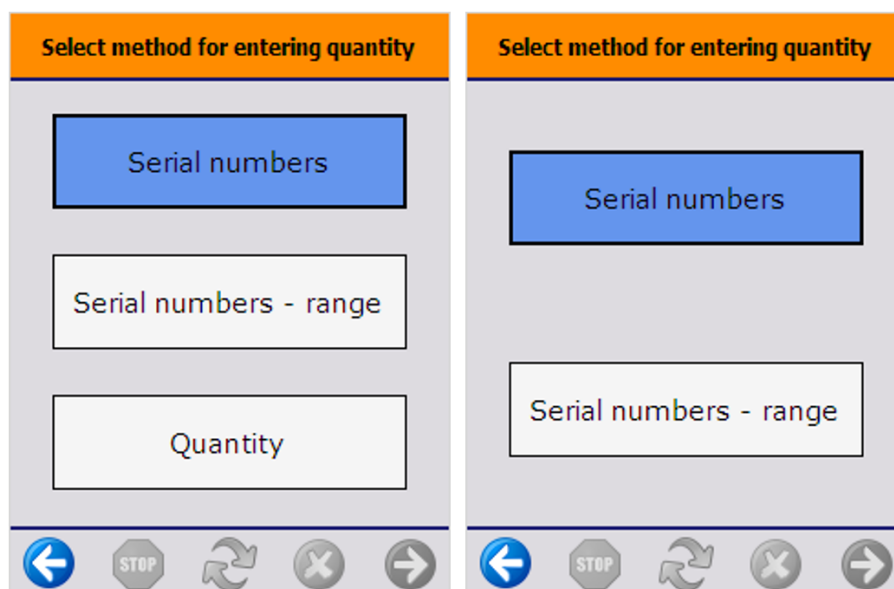 Select method for entering quantity
Serial numbers
Serial numbers - range
Quantity
STOP
Select method for entering quantity
Serial numbers
Serial numbers - range
STOP